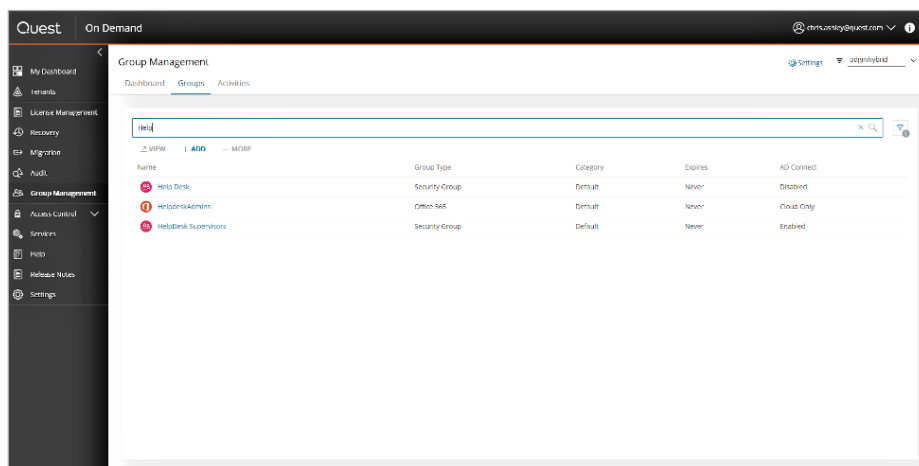 Quest On Demand
chris.ashley@quest.com
My Dashboard
Tenants
License Management
Recovery
Migration
Audit
Group Management
Access Control
Services
Help
Release Notes
Settings
Group Management
Settings
odgmhybrid
Dashboard Groups Activities
Help
VIEW ADD MORE
Name Group Type Category Expires AD Connect
Help Desk Security Group Default Never Disabled
HelpdeskAdmins Office 365 Default Never Cloud Only
HelpDesk Supervisors Security Group Default Never Enabled